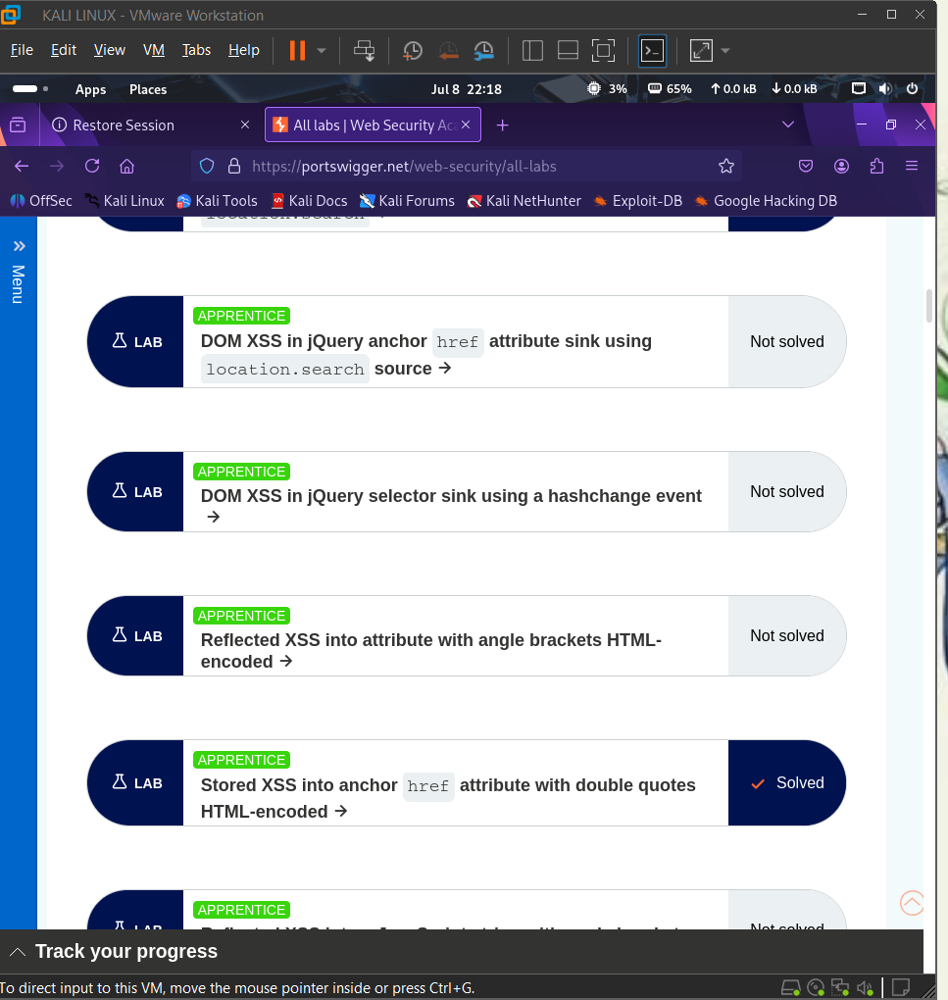 KALI LINUX - VMware Workstation
File Edit View VM Tabs Help
Apps Places Jul 8 22:18 3% 65% 0.0 kB 0.0 kB
Restore Session All labs | Web Security Aca
https://portswigger.net/web-security/all-labs
OffSec Kali Linux Kali Tools Kali Docs Kali Forums Kali NetHunter Exploit-DB Google Hacking DB
location.search
Menu
APPRENTICE
LAB DOM XSS in jQuery anchor href attribute sink using Not solved
location.search source →
APPRENTICE
LAB DOM XSS in jQuery selector sink using a hashchange event Not solved
→
APPRENTICE
LAB Reflected XSS into attribute with angle brackets HTML- Not solved
encoded →
APPRENTICE
LAB Stored XSS into anchor href attribute with double quotes Solved
HTML-encoded →
APPRENTICE
LAB Not solved
Track your progress
To direct input to this VM, move the mouse pointer inside or press Ctrl+G.